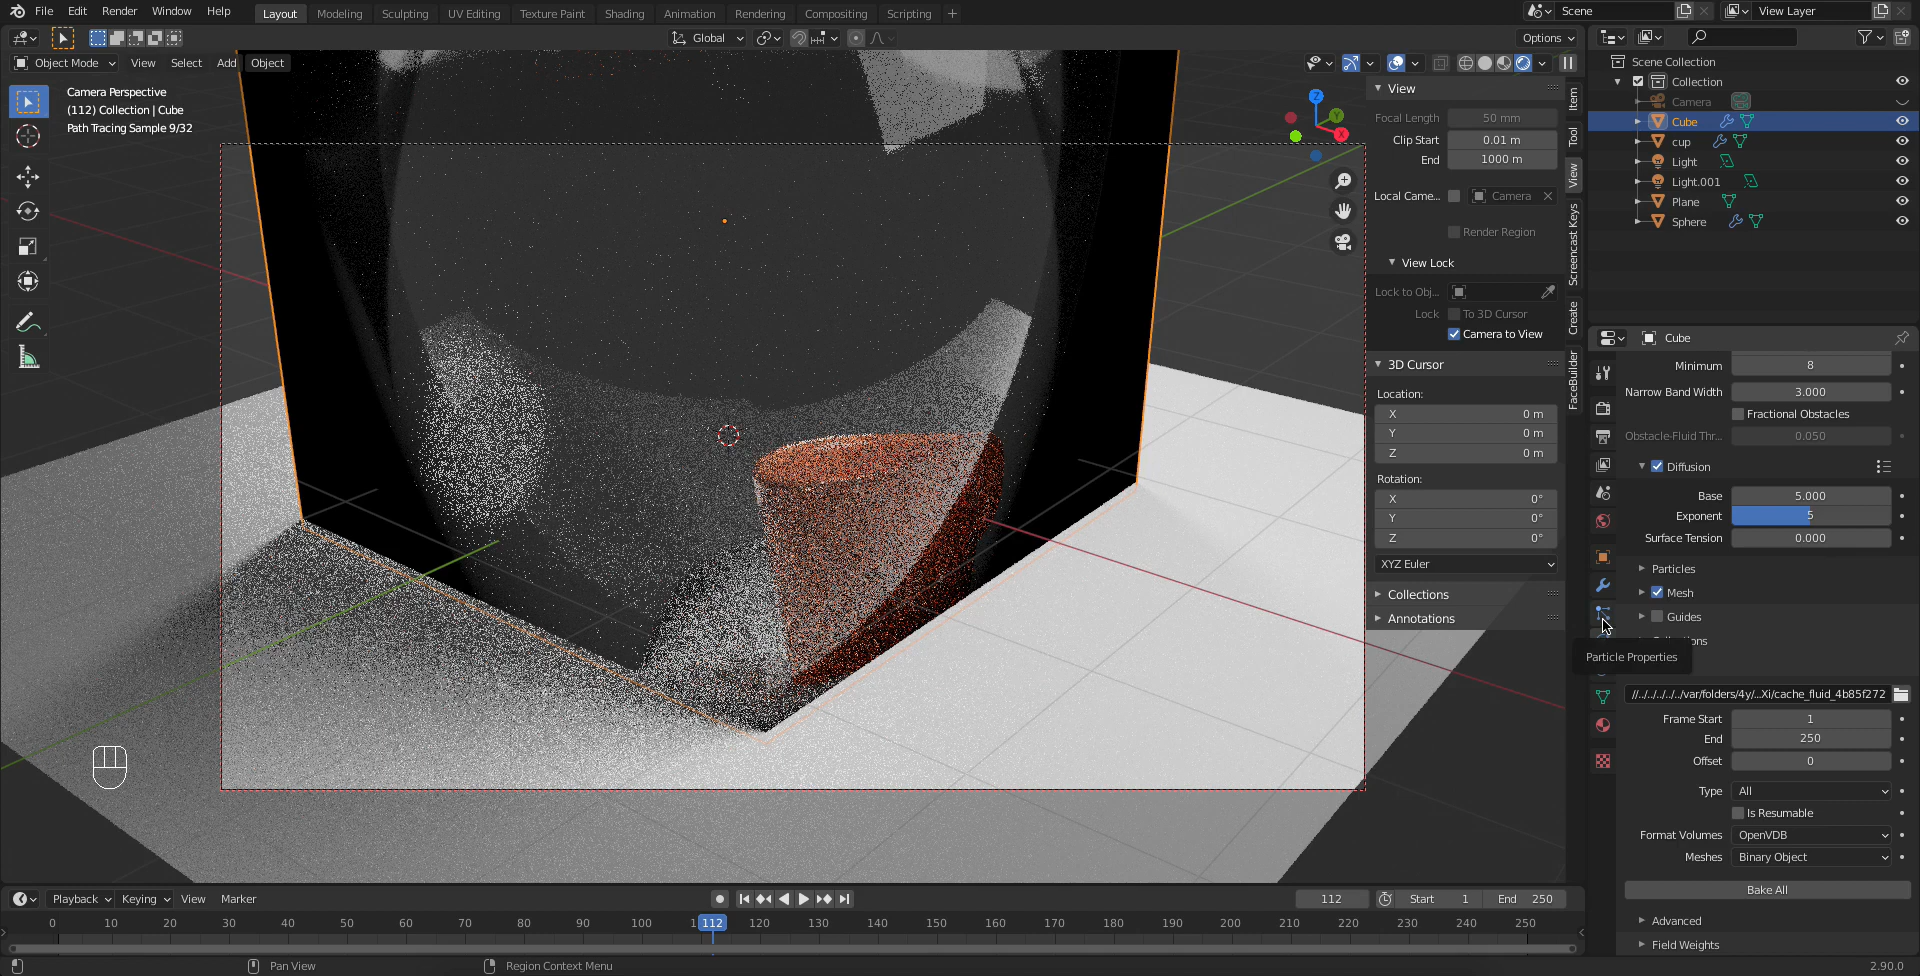 File Edit Render Window Help Layout Modeling Sculpting UV Editing Texture Paint Shading Animation Rendering Compositing Scripting + Scene View Layer
Global Options
Object Mode View Select Add Object
Camera Perspective
(112) Collection | Cube
Path Tracing Sample 9/32
Z
Y
X
View
Focal Length 50 mm
Clip Start 0.01 m
End 1000 m
Local Came... Camera
Render Region
View Lock
Lock to Obj...
Lock To 3D Cursor
Camera to View
3D Cursor
Location:
X 0 m
Y 0 m
Z 0 m
Rotation:
X 0°
Y 0°
Z 0°
XYZ Euler
Collections
Annotations
Item
Tool
View
Screencast Keys
Create
FaceBuilder
Scene Collection
Collection
Camera
Cube
cup
Light
Light.001
Plane
Sphere
Cube
Minimum 8
Narrow Band Width 3.000
Fractional Obstacles
Obstacle-Fluid Thr... 0.050
Diffusion
Base 5.000
Exponent 5
Surface Tension 0.000
Particles
Mesh
Guides
Particle Properties
//../../../../../var/folders/4y/...Xi/cache_fluid_4b85f272
Frame Start 1
End 250
Offset 0
Type All
Is Resumable
Format Volumes OpenVDB
Meshes Binary Object
Bake All
Advanced
Field Weights
Playback Keying View Marker 112 Start 1 End 250
0 10 20 30 40 50 60 70 80 90 100 112 120 130 140 150 160 170 180 190 200 210 220 230 240 250
Pan View Region Context Menu 2.90.0